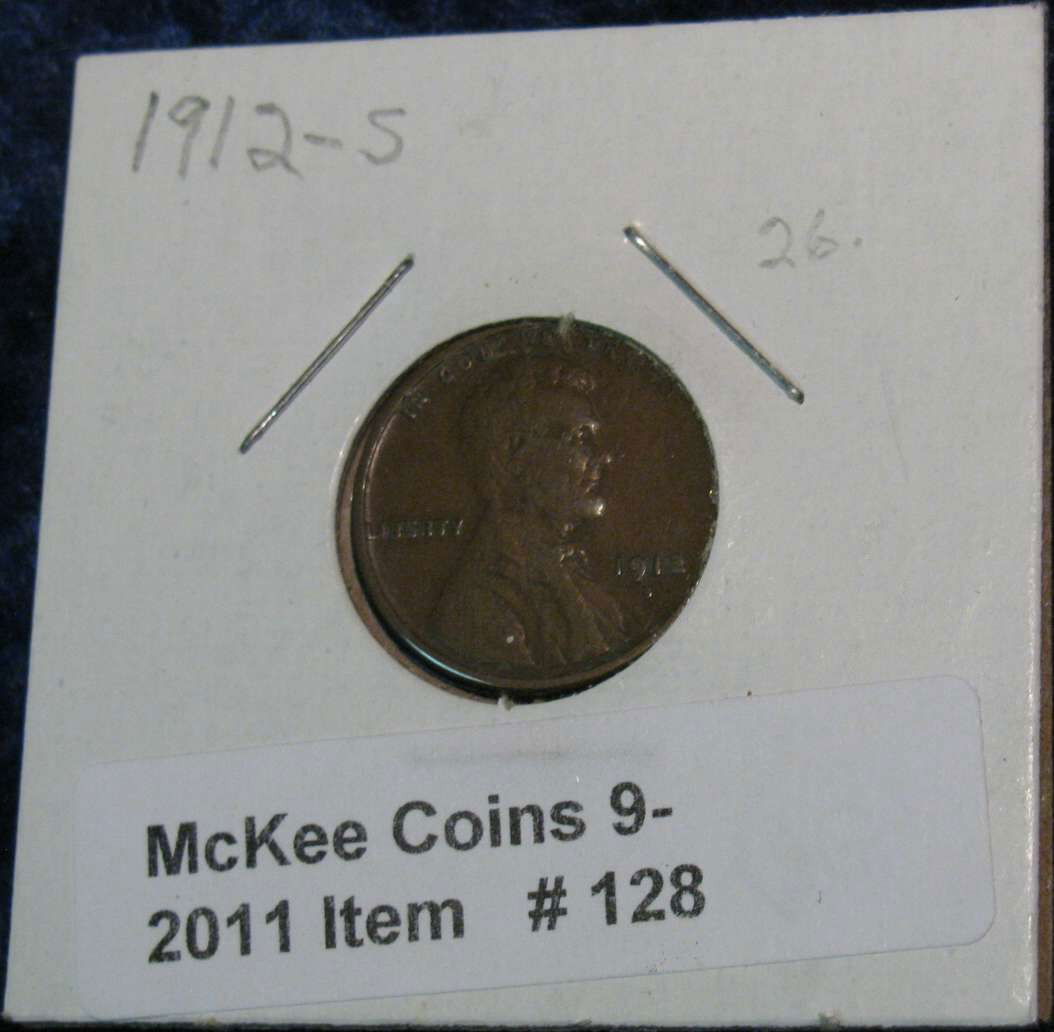 1912-S
26.
IN GOD WE TRUST
LIBERTY
1912
McKee Coins 9-
2011 Item # 128